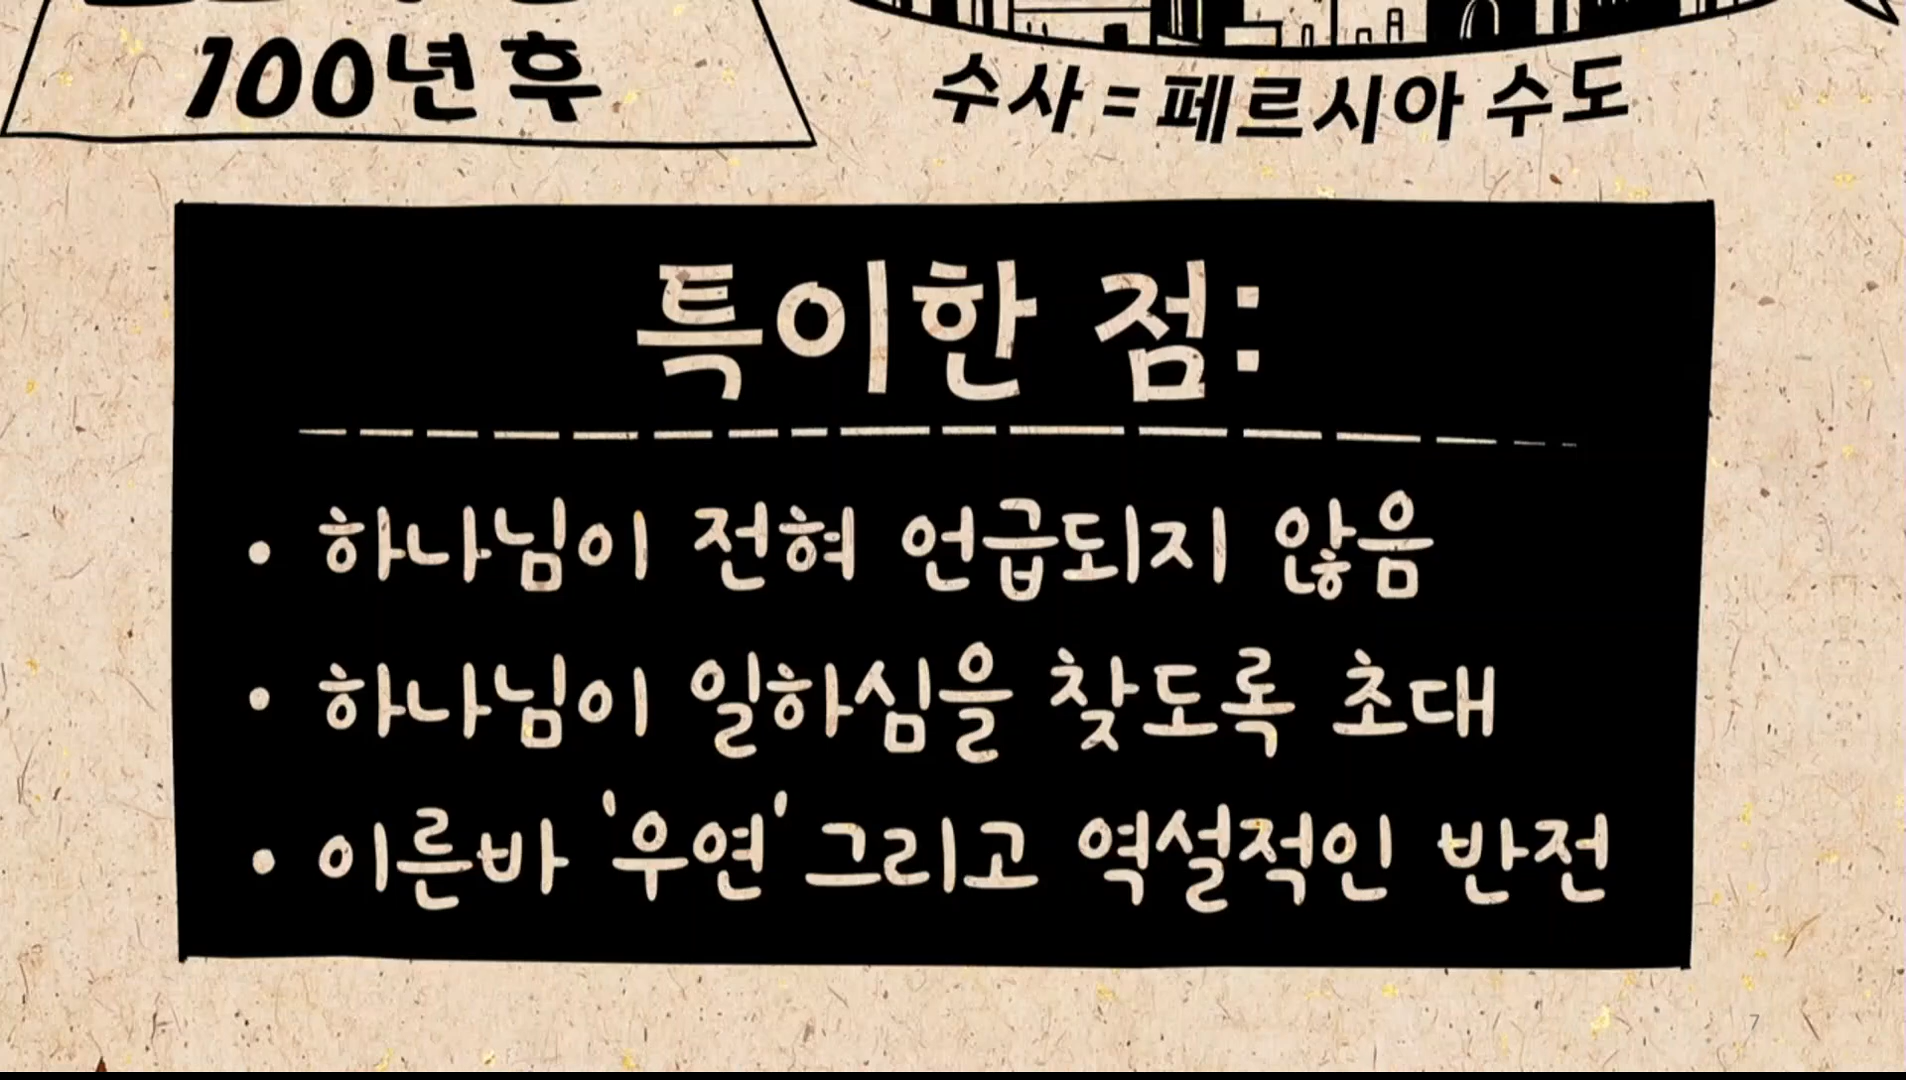 100년 후
수사 = 페르시아 수도
특이한 점:
• 하나님이 전혀 언급되지 않음
• 하나님이 일하심을 찾도록 초대
• 이른바 '우연' 그리고 역설적인 반전